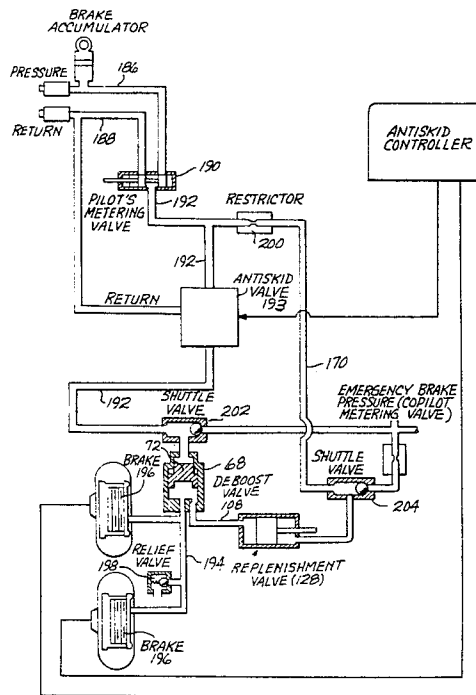 BRAKE
ACCUMULATOR
PRESSURE
186
RETURN
188
ANTISKID
CONTROLLER
190
PILOT'S
METERING
VALVE
192
RESTRICTOR
200
192
ANTISKID
VALVE
193
RETURN
170
192
SHUTTLE
VALVE
202
EMERGENCY BRAKE
PRESSURE (COPILOT
METERING VALVE)
72
68
SHUTTLE
VALVE
BRAKE
196
DEBOOST
VALVE
108
204
194
RELIEF
VALVE
198
REPLENISHMENT
VALVE (128)
BRAKE
196